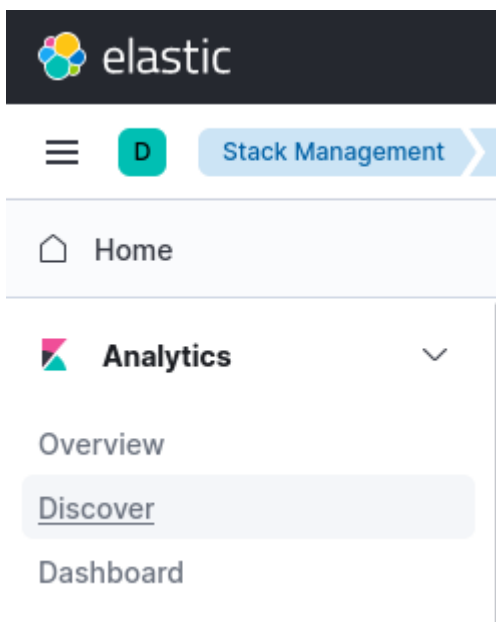 elastic
D Stack Management
Home
Analytics
Overview
Discover
Dashboard